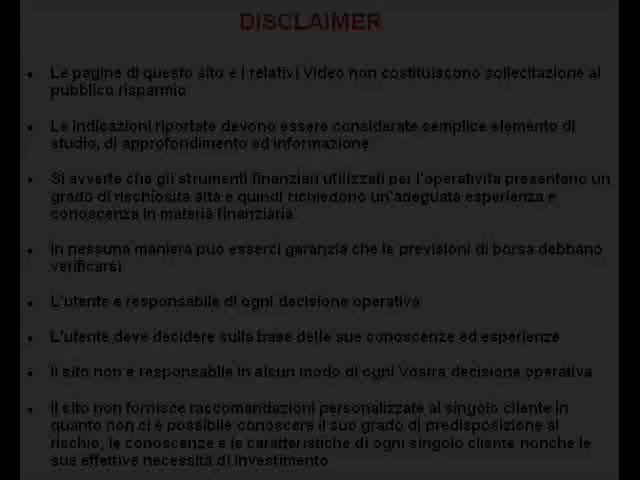 DISCLAIMER
Le pagine di questo sito e i relativi Video non costituiscono sollecitazione al
pubblico risparmio
Le indicazioni riportate devono essere considerate semplice elemento di
studio, di approfondimento ed informazione
Si avverte che gli strumenti finanziari utilizzati per l'operatività presentano un
grado di rischiosità alta e quindi richiedono un'adeguata esperienza e
conoscenza in materia finanziaria
In nessuna maniera può esserci garanzia che le previsioni di borsa debbano
verificarsi
L'utente è responsabile di ogni decisione operativa
L'utente deve decidere sulla base delle sue conoscenze ed esperienze
Il sito non è responsabile in alcun modo di ogni Vostra decisione operativa
Il sito non fornisce raccomandazioni personalizzate al singolo cliente in
quanto non ci è possibile conoscere il suo grado di predisposizione al
rischio, le conoscenze e le caratteristiche di ogni singolo cliente nonchè le
sue effettive necessità di investimento